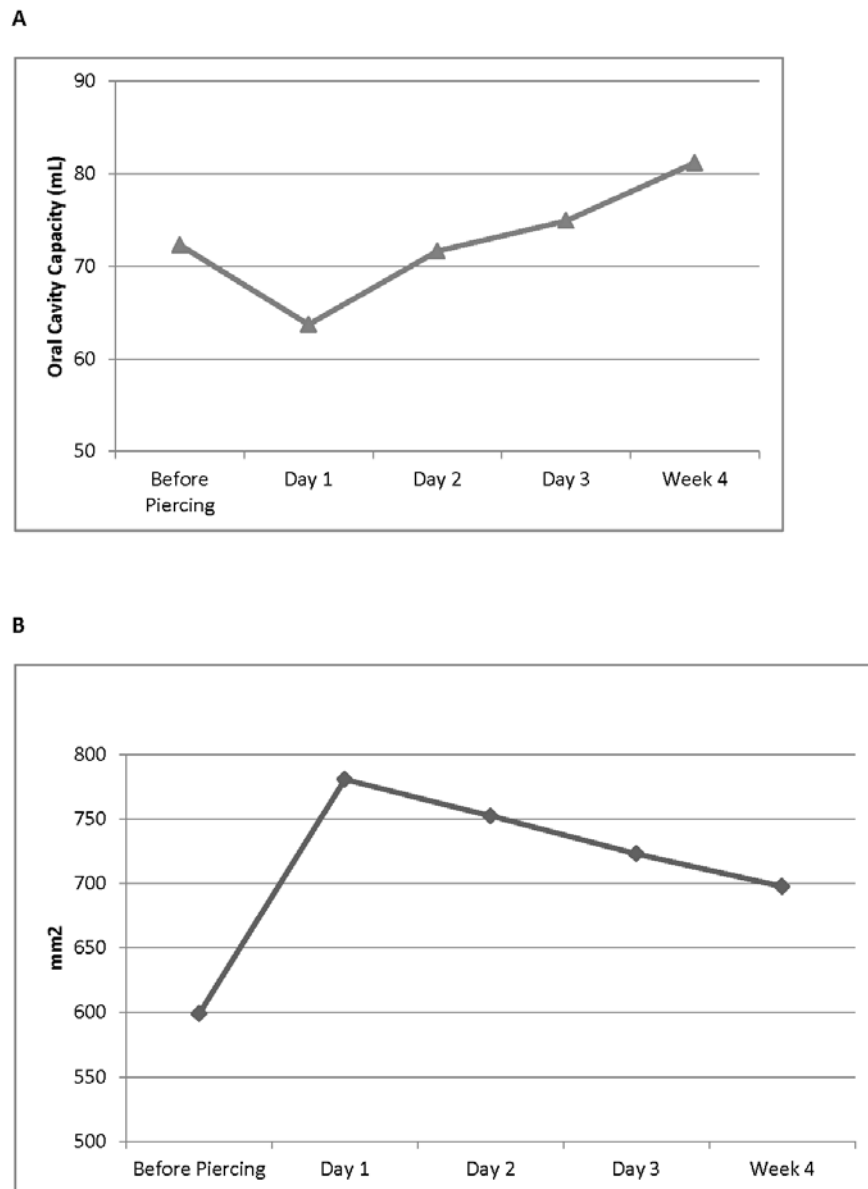 A
90
80
70
60
50
Oral Cavity Capacity (mL)
Before
Piercing
Day 1
Day 2
Day 3
Week 4
B
800
750
700
650
600
550
500
mm2
Before Piercing
Day 1
Day 2
Day 3
Week 4